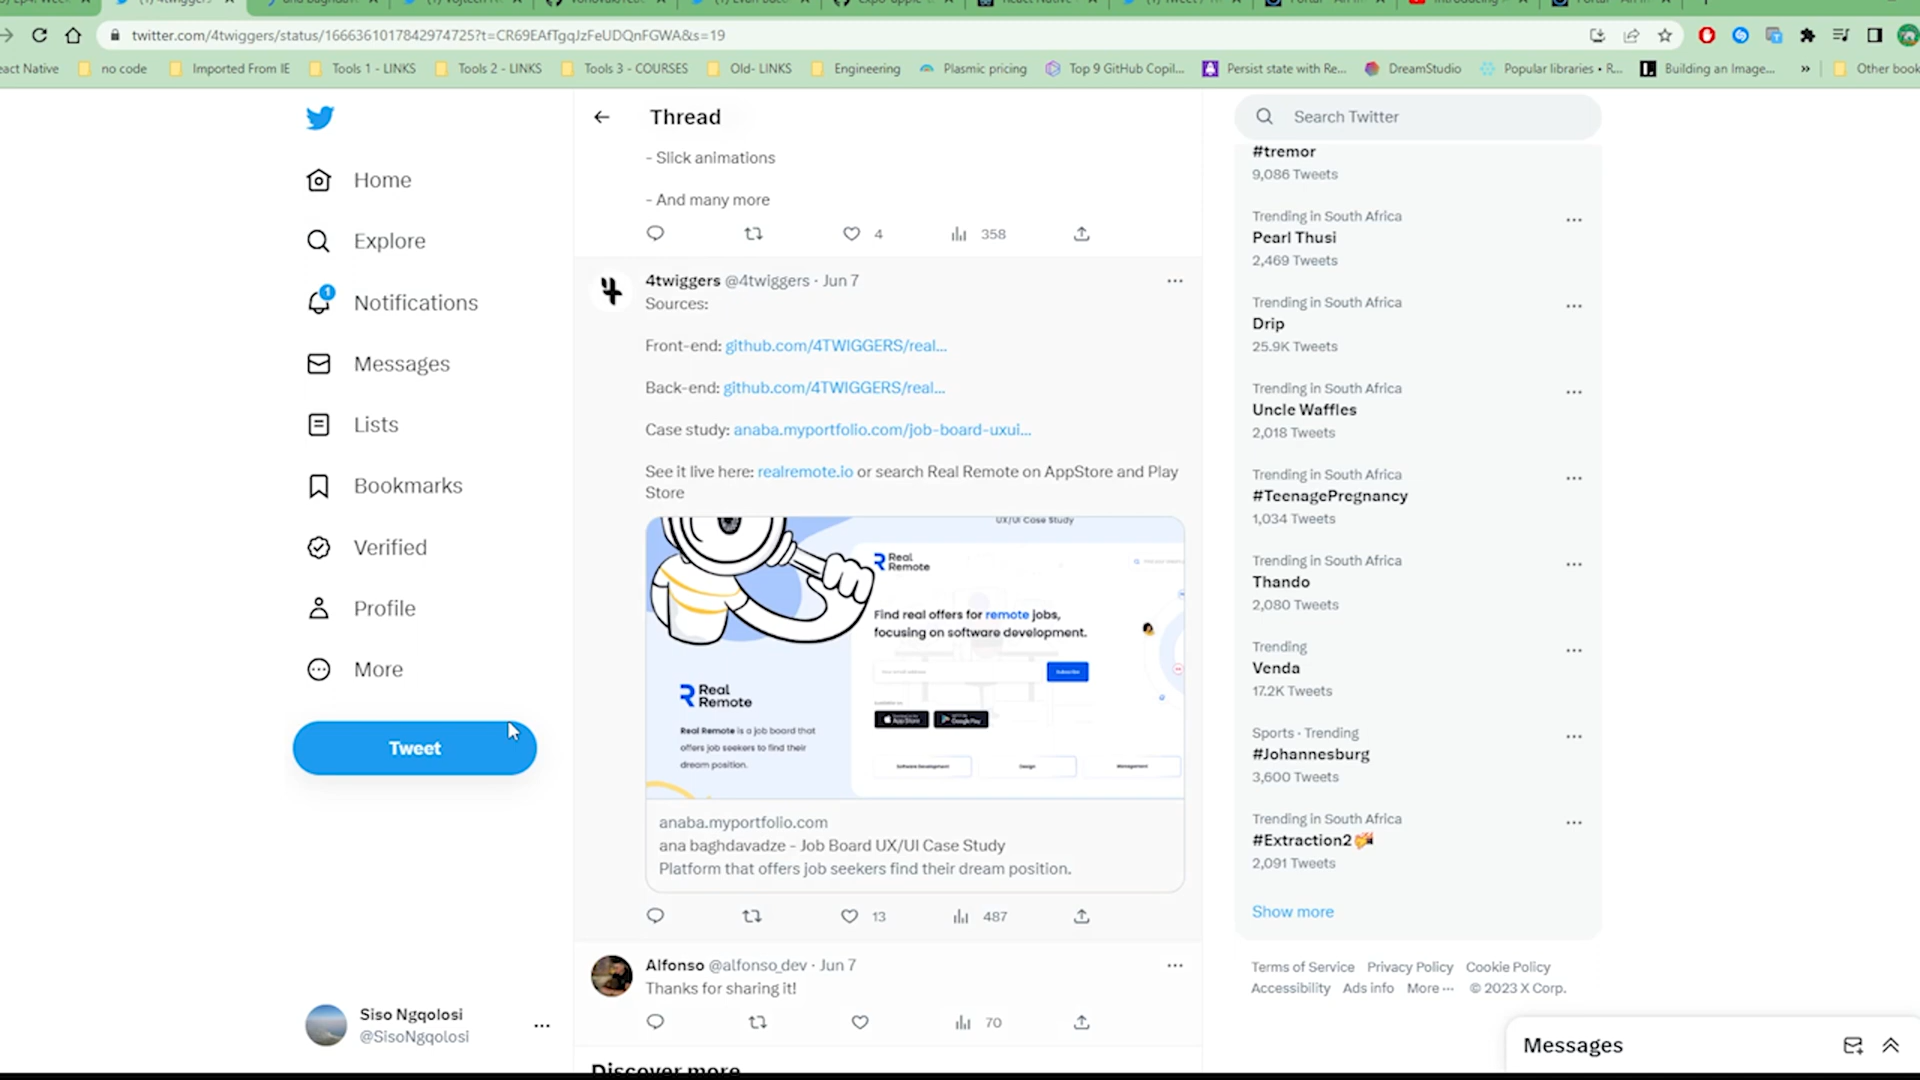 twitter.com/4twiggers/status/1666361017842974725?t=CR69EAfTgqJzFeUDQnFGWA&s=19
eact Native
no code
Imported From IE
Tools 1 - LINKS
Tools 2 - LINKS
Tools 3 - COURSES
Old- LINKS
Engineering
Plasmic pricing
Top 9 GitHub Copil...
Persist state with Re...
DreamStudio
Popular libraries • R...
Building an Image...
»
Other book
Home
Explore
1
Notifications
Messages
Lists
Bookmarks
Verified
Profile
More
Tweet
Siso Ngqolosi
@SisoNgqolosi
Thread
- Slick animations
- And many more
4
358
4twiggers @4twiggers · Jun 7
Sources:
Front-end: github.com/4TWIGGERS/real...
Back-end: github.com/4TWIGGERS/real...
Case study: anaba.myportfolio.com/job-board-uxui...
See it live here: realremote.io or search Real Remote on AppStore and Play
Store
UX/UI Case Study
Real
Remote
Find real offers for remote jobs,
focusing on software development.
Subscribe
App Store
Google Play
Real
Remote
Real Remote is a job board that
offers job seekers to find their
dream position.
Software Development
Design
Management
anaba.myportfolio.com
ana baghdavadze - Job Board UX/UI Case Study
Platform that offers job seekers find their dream position.
13
487
Alfonso @alfonso_dev · Jun 7
Thanks for sharing it!
70
Discover more
Search Twitter
#tremor
9,086 Tweets
Trending in South Africa
Pearl Thusi
2,469 Tweets
Trending in South Africa
Drip
25.9K Tweets
Trending in South Africa
Uncle Waffles
2,018 Tweets
Trending in South Africa
#TeenagePregnancy
1,034 Tweets
Trending in South Africa
Thando
2,080 Tweets
Trending
Venda
17.2K Tweets
Sports · Trending
#Johannesburg
3,600 Tweets
Trending in South Africa
#Extraction2
2,091 Tweets
Show more
Terms of Service Privacy Policy Cookie Policy
Accessibility Ads info More ··· © 2023 X Corp.
Messages